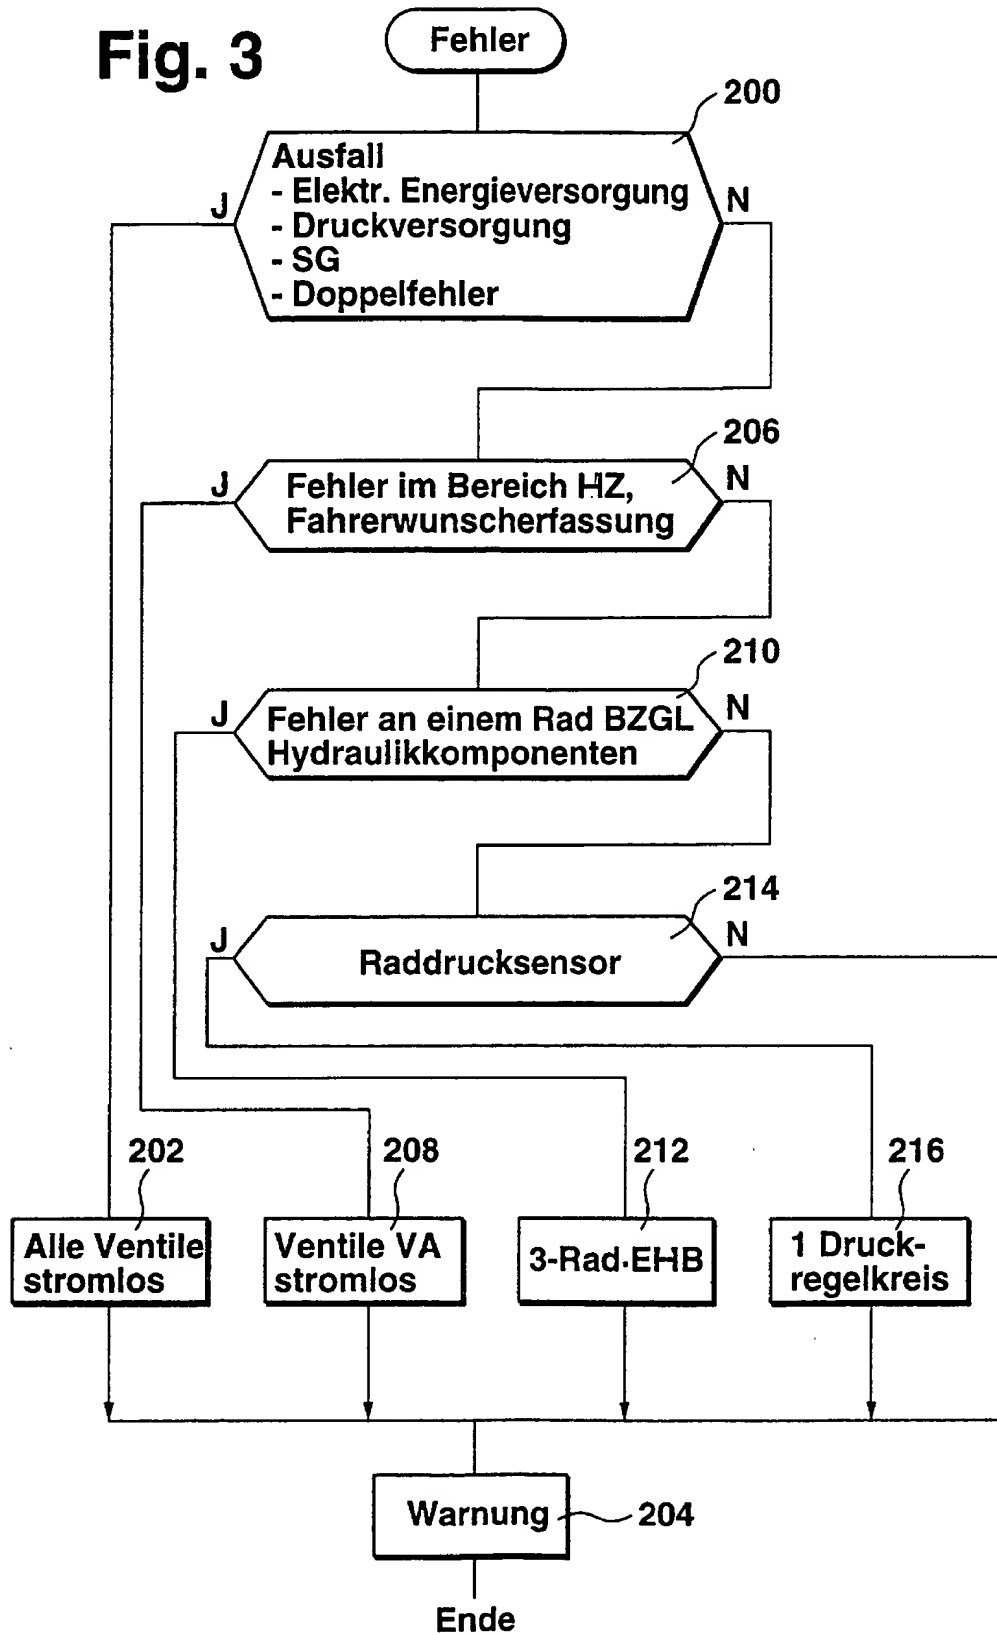 Fig. 3
Fehler
200
Ausfall
- Elektr. Energieversorgung
- Druckversorgung
- SG
- Doppelfehler
J
N
206
Fehler im Bereich HZ,
Fahrerwunscherfassung
J
N
210
Fehler an einem Rad BZGL
Hydraulikkomponenten
J
N
214
Raddrucksensor
J
N
202
Alle Ventile
stromlos
208
Ventile VA
stromlos
212
3-Rad-EHB
216
1 Druck-
regelkreis
Warnung
204
Ende